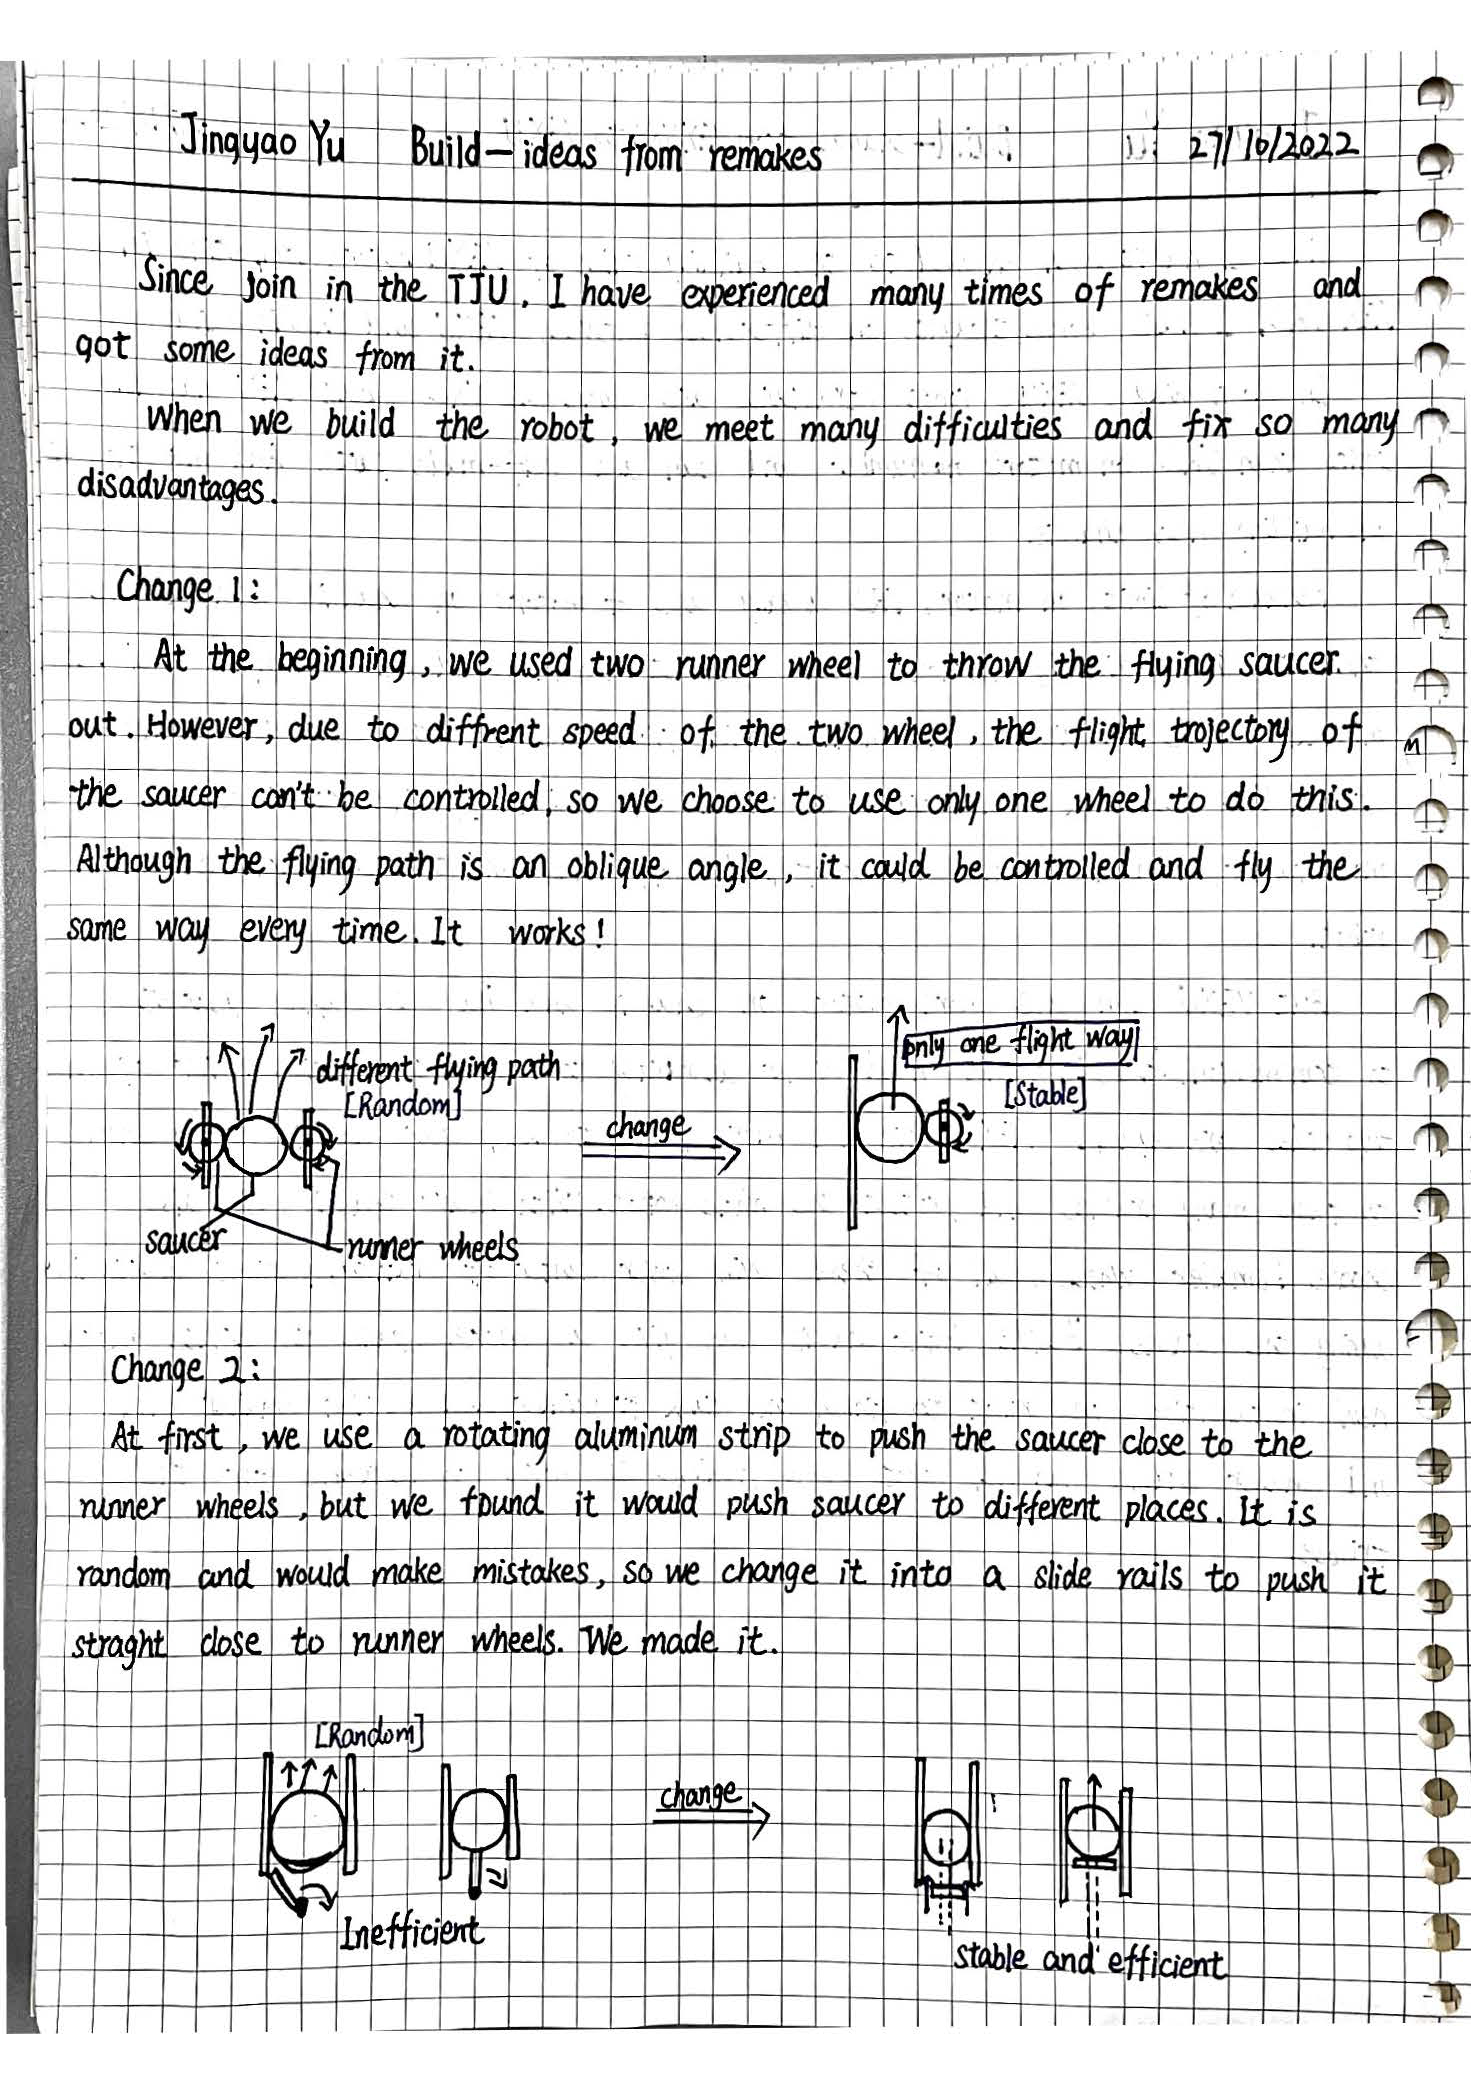 Jingyao Yu Build-ideas from remakes 27/10/2022
Since join in the TJU. I have experienced many times of remakes and
got some ideas from it.
When we build the robot, we meet many difficulties and fix so many
disadvantages.
Change 1:
At the beginning, we used two runner wheel to throw the flying saucer
out. However, due to diffrent speed of the two wheel, the flight trajectory of
the saucer can't be controlled, so we choose to use only one wheel to do this.
Although the flying path is an oblique angle, it could be controlled and fly the
same way every time. It works!
only one flight way
different flying path
[Stable]
[Random]
change
saucer
runner wheels
Change 2:
At first, we use a rotating aluminum strip to push the saucer close to the
runner wheels, but we found it would push saucer to different places. It is
random and would make mistakes, so we change it into a slide rails to push it
straght close to runner wheels. We made it.
[Random]
change
Inefficient
stable and efficient